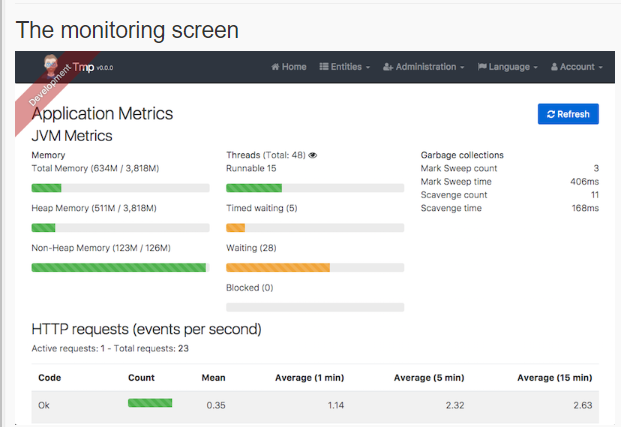 The monitoring screen
Development
Tmp v0.0.0
Home Entities Administration Language Account
Application Metrics
Refresh
JVM Metrics
Memory
Total Memory (634M / 3,818M)
Heap Memory (511M / 3,818M)
Non-Heap Memory (123M / 126M)
Threads (Total: 48)
Runnable 15
Timed waiting (5)
Waiting (28)
Blocked (0)
Garbage collections
Mark Sweep count 3
Mark Sweep time 406ms
Scavenge count 11
Scavenge time 168ms
HTTP requests (events per second)
Active requests: 1 - Total requests: 23
Code Count Mean Average (1 min) Average (5 min) Average (15 min)
Ok 0.35 1.14 2.32 2.63